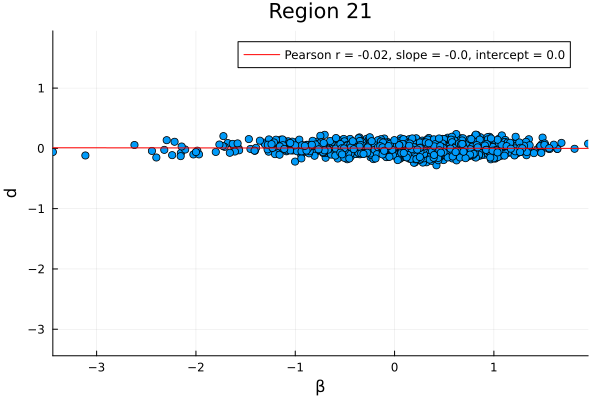 Region 21
Pearson r = -0.02, slope = -0.0, intercept = 0.0
1
0
−1
−2
−3
d
−3
−2
−1
0
1
β